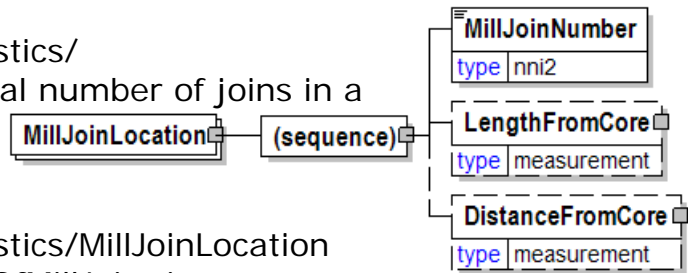 stics/
al number of joins in a
MillJoinLocation
(sequence)
MillJoinNumber
type nni2
LengthFromCore
type measurement
DistanceFromCore
type measurement
stics/MillJoinLocation